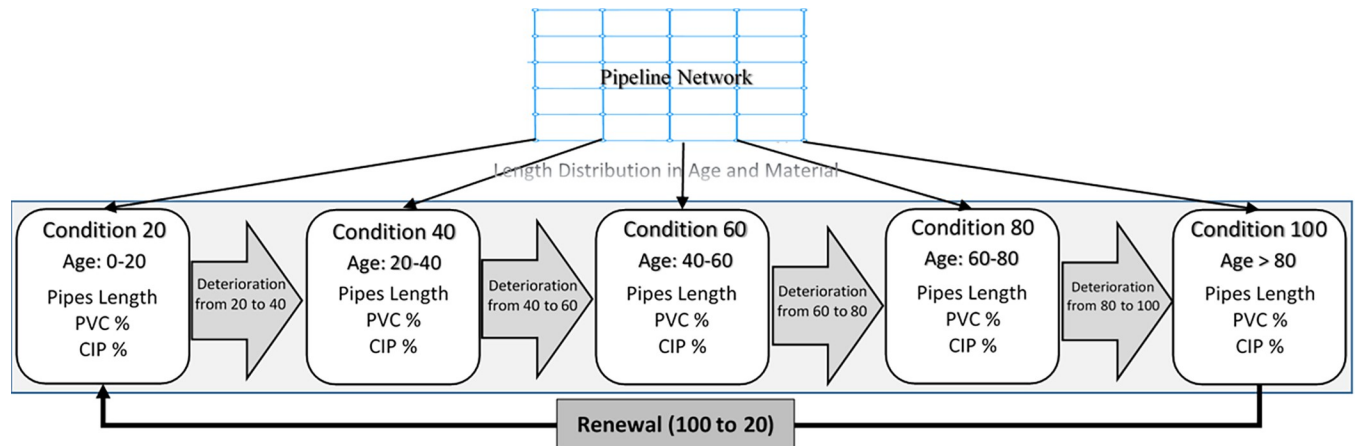 Pipeline Network
Length Distribution in Age and Material
Condition 20
Age: 0-20
Pipes Length
PVC %
CIP %
Deterioration
from 20 to 40
Condition 40
Age: 20-40
Pipes Length
PVC %
CIP %
Deterioration
from 40 to 60
Condition 60
Age: 40-60
Pipes Length
PVC %
CIP %
Deterioration
from 60 to 80
Condition 80
Age: 60-80
Pipes Length
PVC %
CIP %
Deterioration
from 80 to 100
Condition 100
Age > 80
Pipes Length
PVC %
CIP %
Renewal (100 to 20)